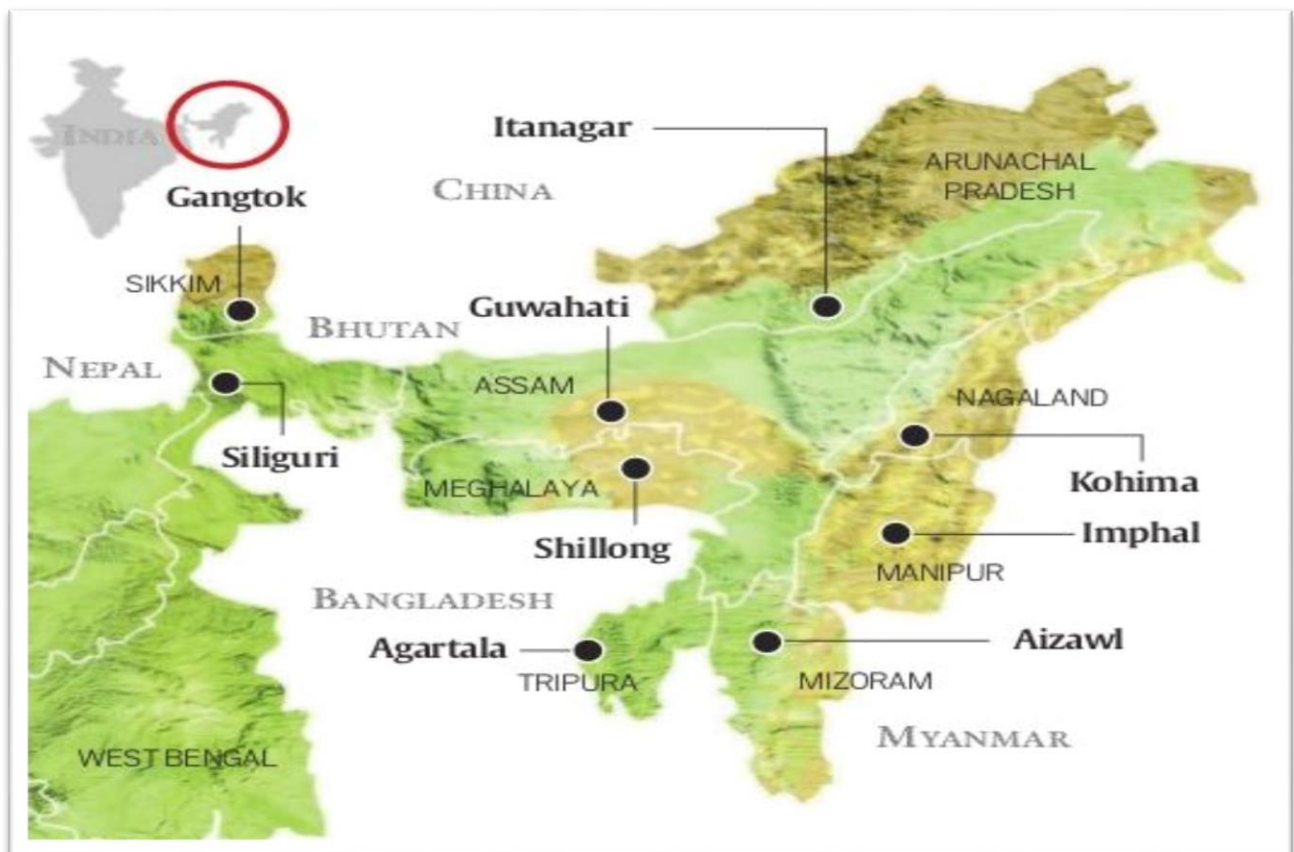 INDIA
Gangtok
CHINA
Itanagar
ARUNACHAL
PRADESH
SIKKIM
Guwahati
BHUTAN
NEPAL
ASSAM
NAGALAND
Siliguri
MEGHALAYA
Kohima
Shillong
Imphal
MANIPUR
BANGLADESH
Agartala
Aizawl
TRIPURA
MIZORAM
MYANMAR
WEST BENGAL